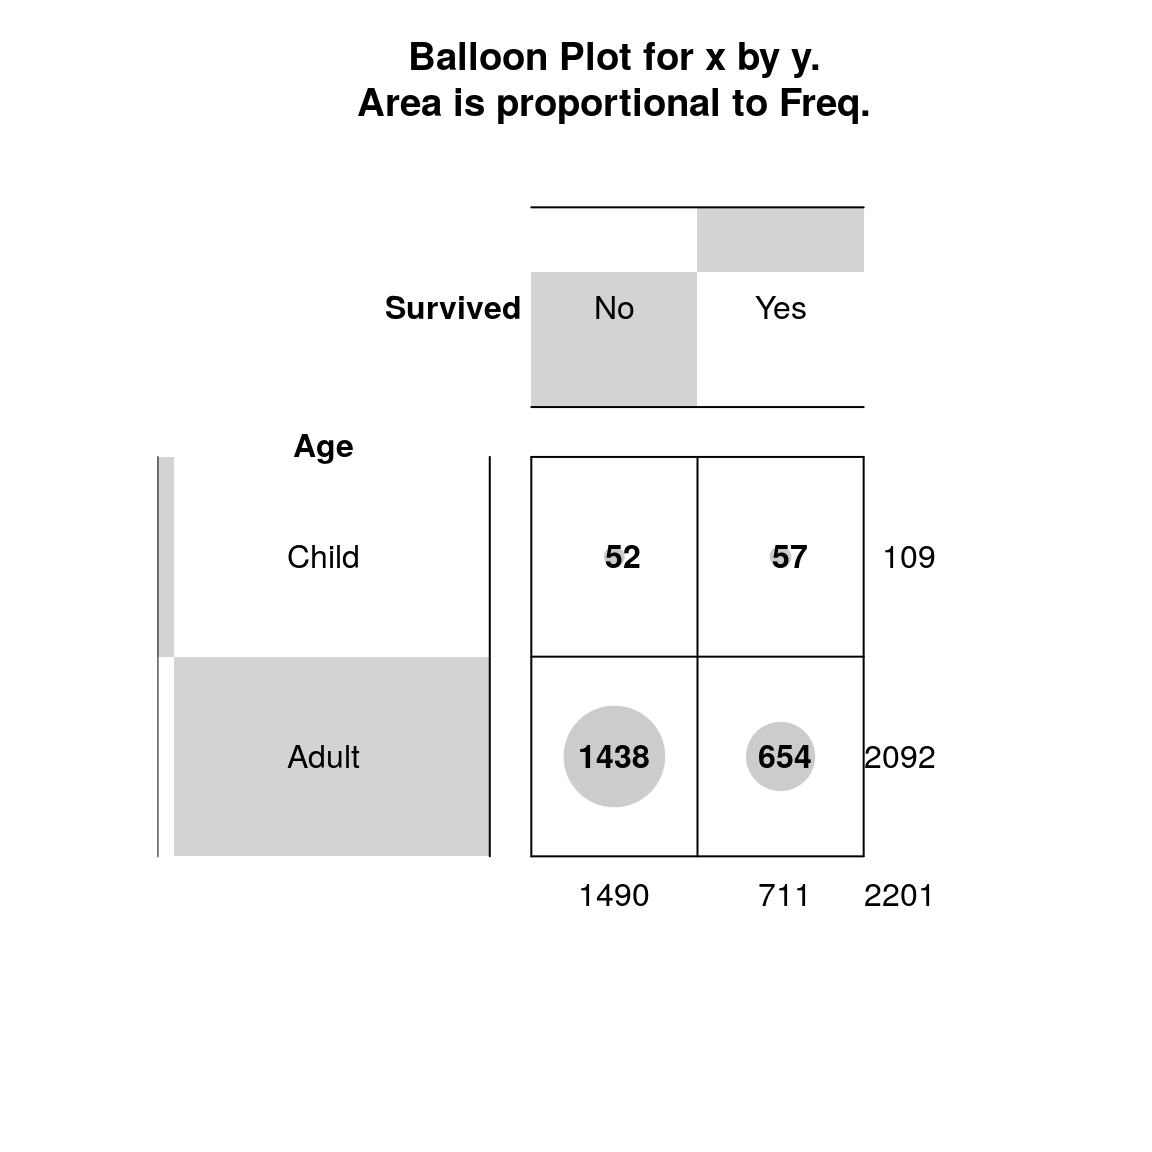 Balloon Plot for x by y.
Area is proportional to Freq.
Survived No Yes
Age
Child 52 57 109
Adult 1438 654 2092
1490 711 2201